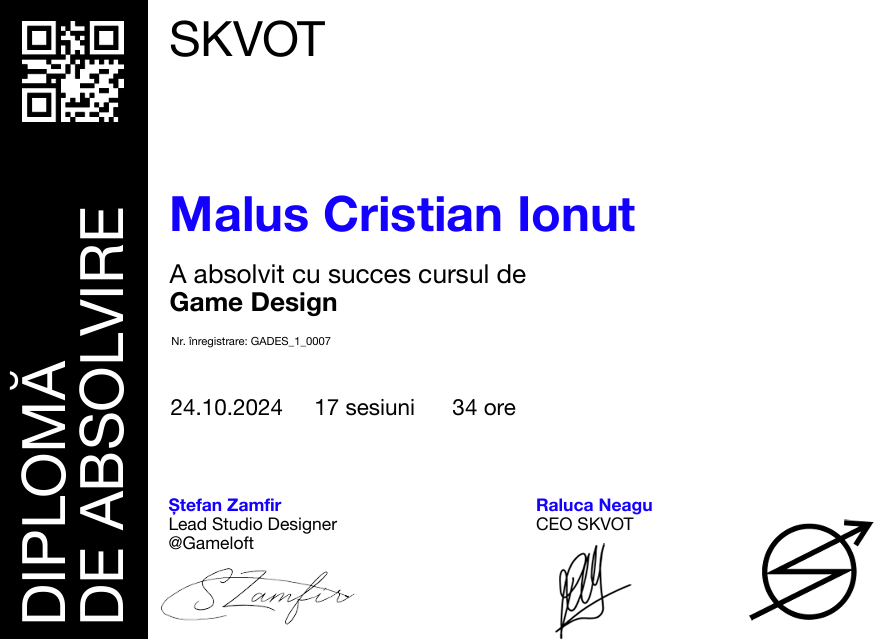 SKVOT
DIPLOMĂ
DE ABSOLVIRE
Malus Cristian Ionut
A absolvit cu succes cursul de
Game Design
Nr. înregistrare: GADES_1_0007
24.10.2024 17 sesiuni 34 ore
Ștefan Zamfir
Lead Studio Designer
@Gameloft
SZamfir
Raluca Neagu
CEO SKVOT